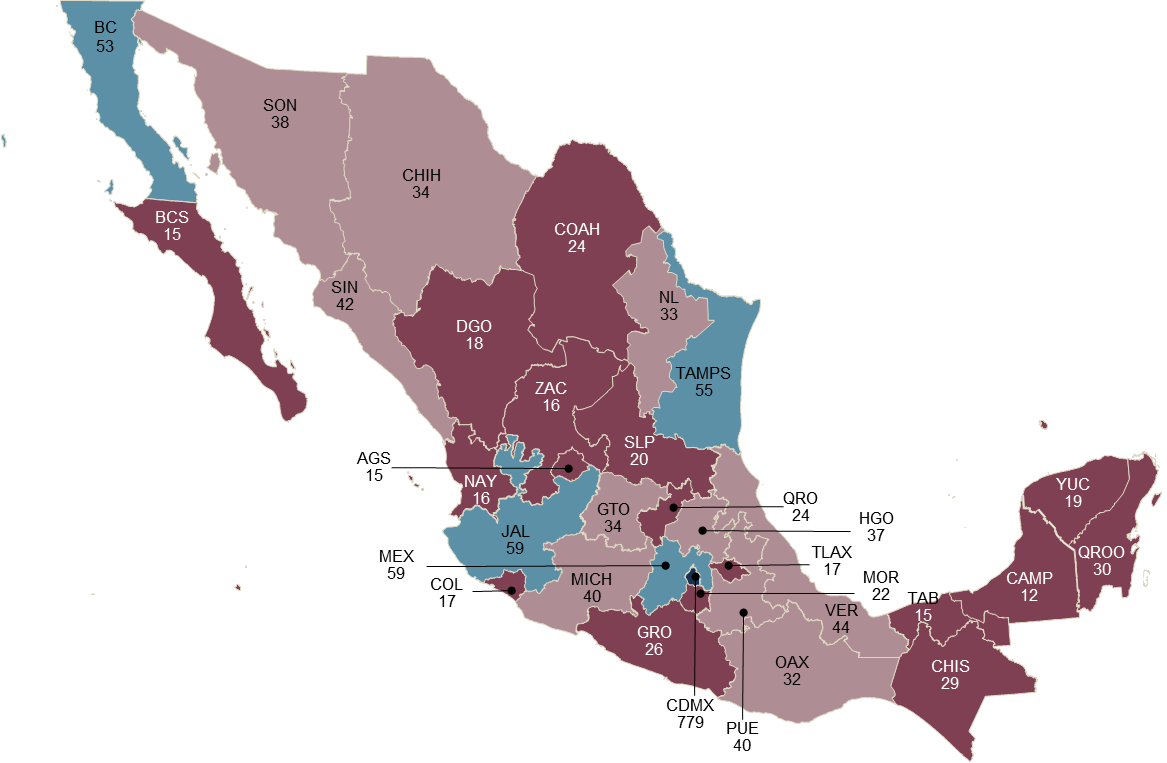 BC
53
SON
38
CHIH
34
BCS
15
COAH
24
SIN
42
NL
33
DGO
18
TAMPS
55
ZAC
16
SLP
20
AGS
15
NAY
16
QRO
24
GTO
34
HGO
37
JAL
59
MEX
59
TLAX
17
COL
17
MICH
40
MOR
22
YUC
19
QROO
30
CAMP
12
TAB
15
VER
44
GRO
26
OAX
32
CHIS
29
CDMX
779
PUE
40